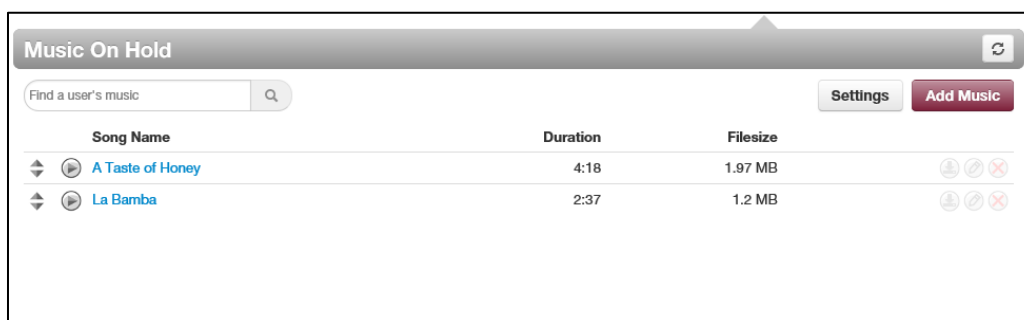 Music On Hold
Find a user's music
Settings
Add Music
Song Name Duration Filesize
A Taste of Honey 4:18 1.97 MB
La Bamba 2:37 1.2 MB